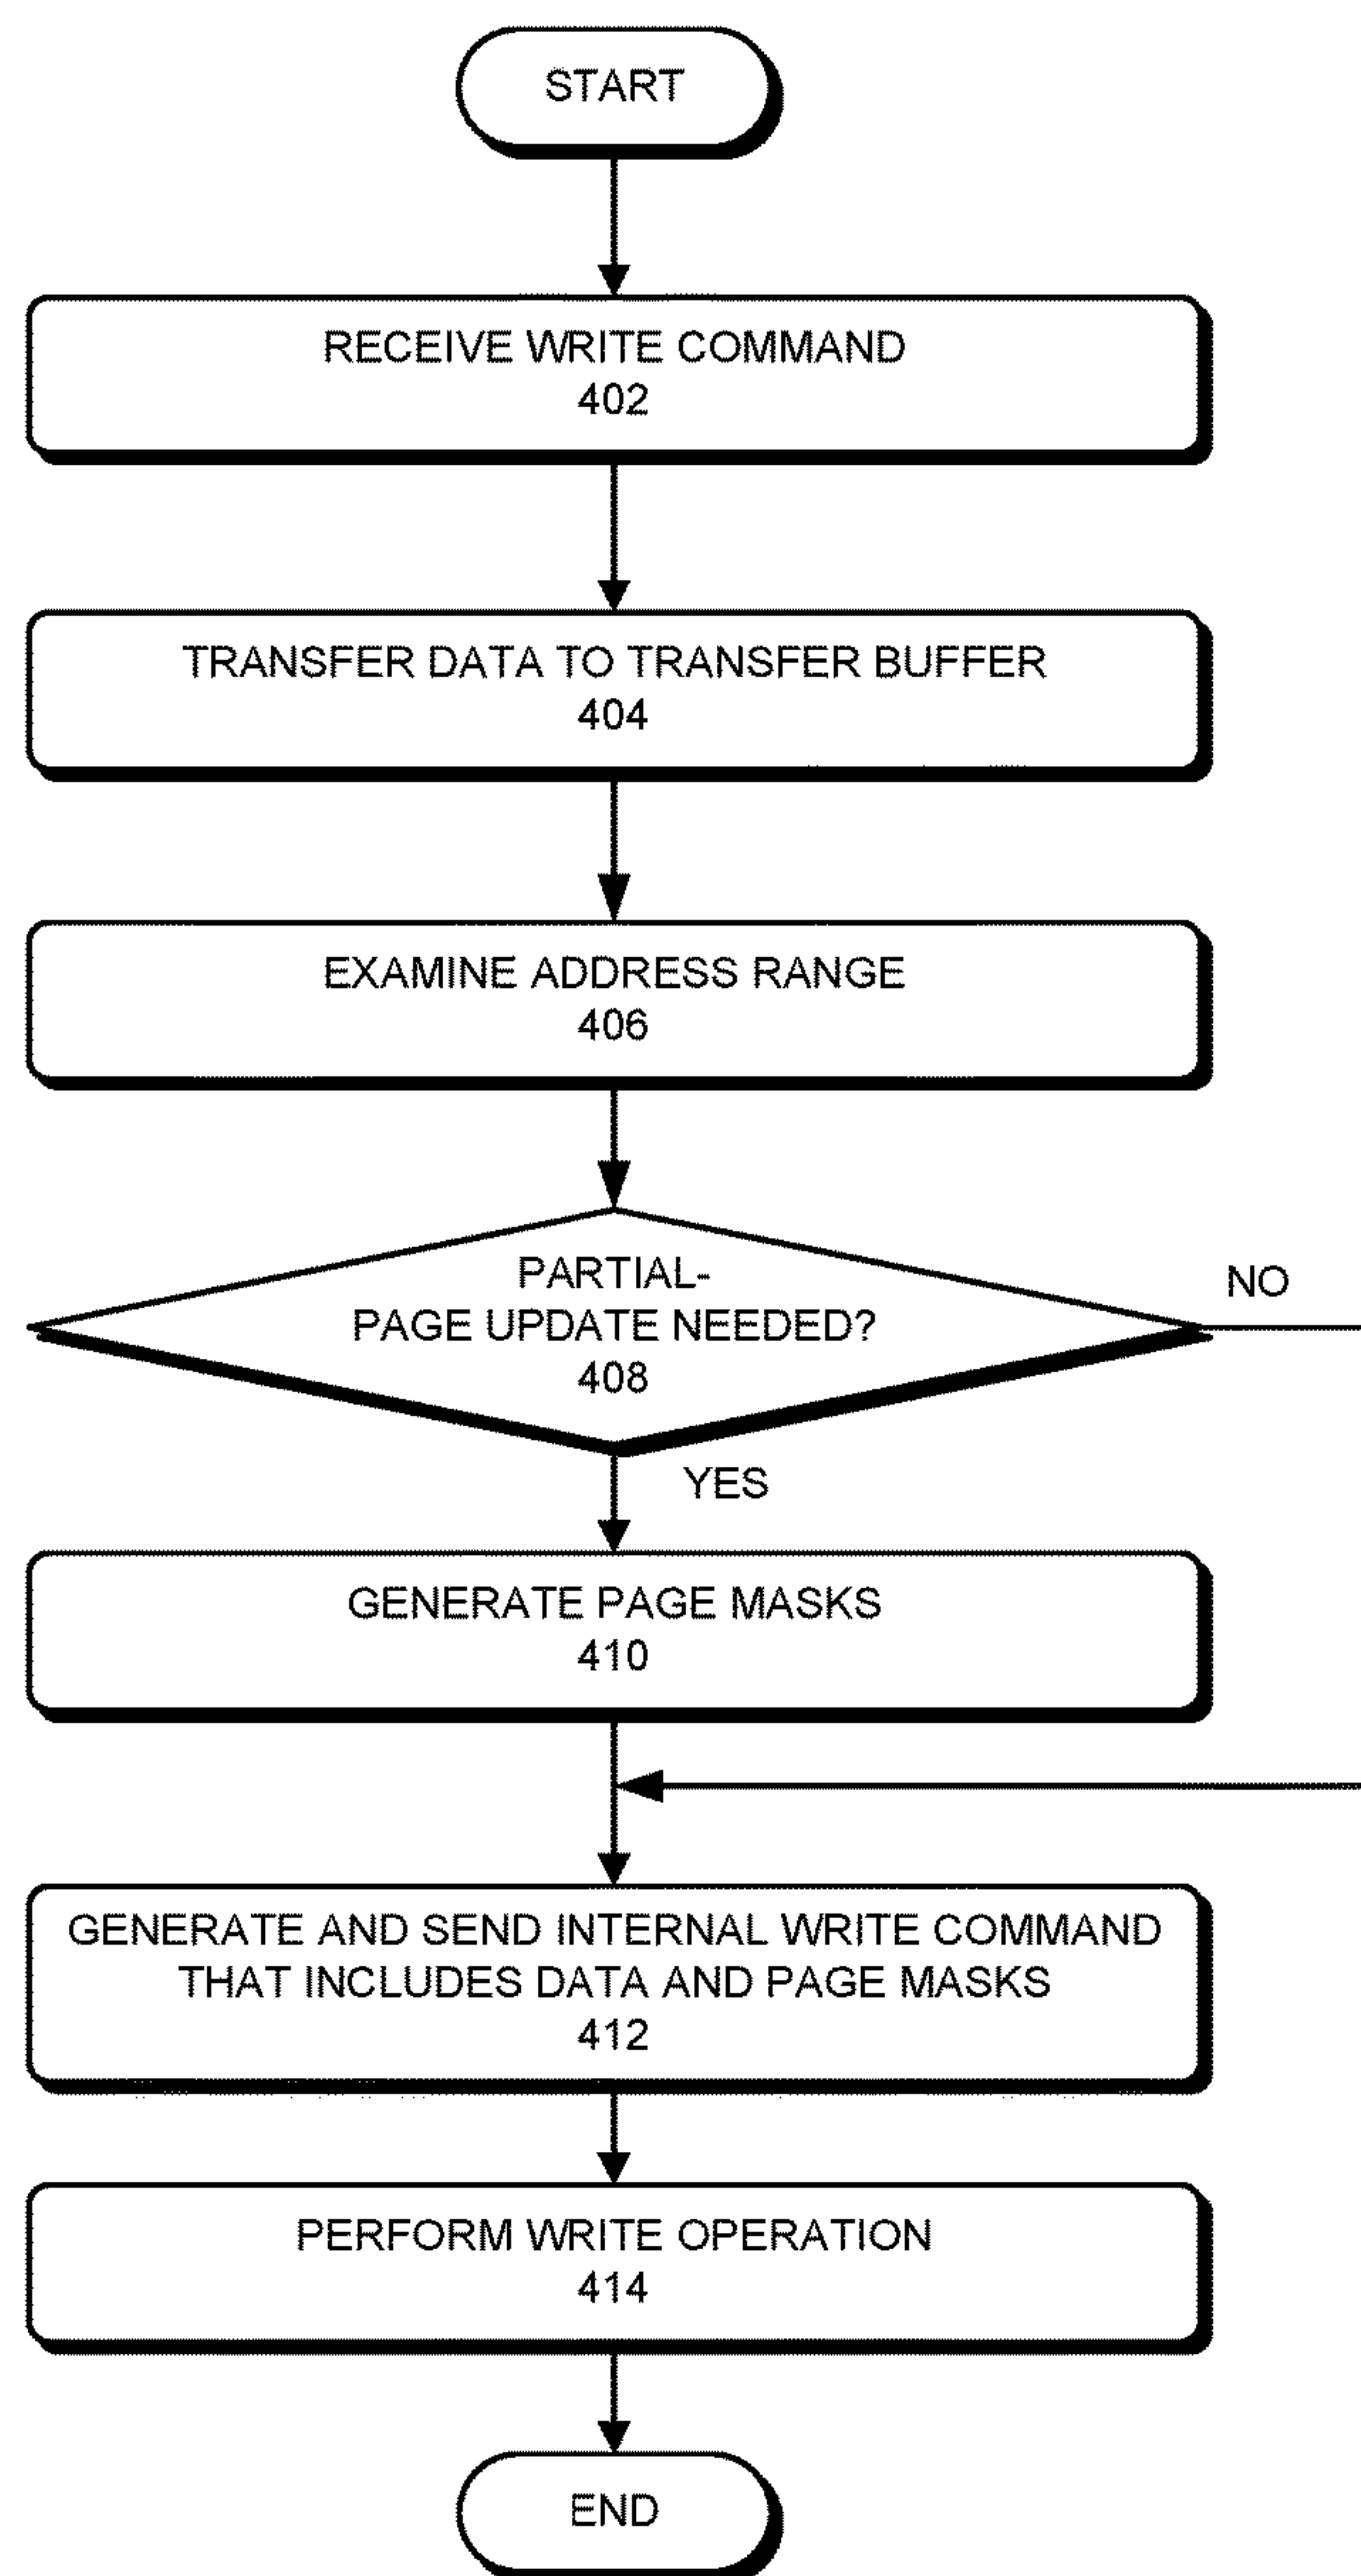 START
RECEIVE WRITE COMMAND
402
TRANSFER DATA TO TRANSFER BUFFER
404
EXAMINE ADDRESS RANGE
406
PARTIAL-
PAGE UPDATE NEEDED?
408
NO
YES
GENERATE PAGE MASKS
410
GENERATE AND SEND INTERNAL WRITE COMMAND
THAT INCLUDES DATA AND PAGE MASKS
412
PERFORM WRITE OPERATION
414
END